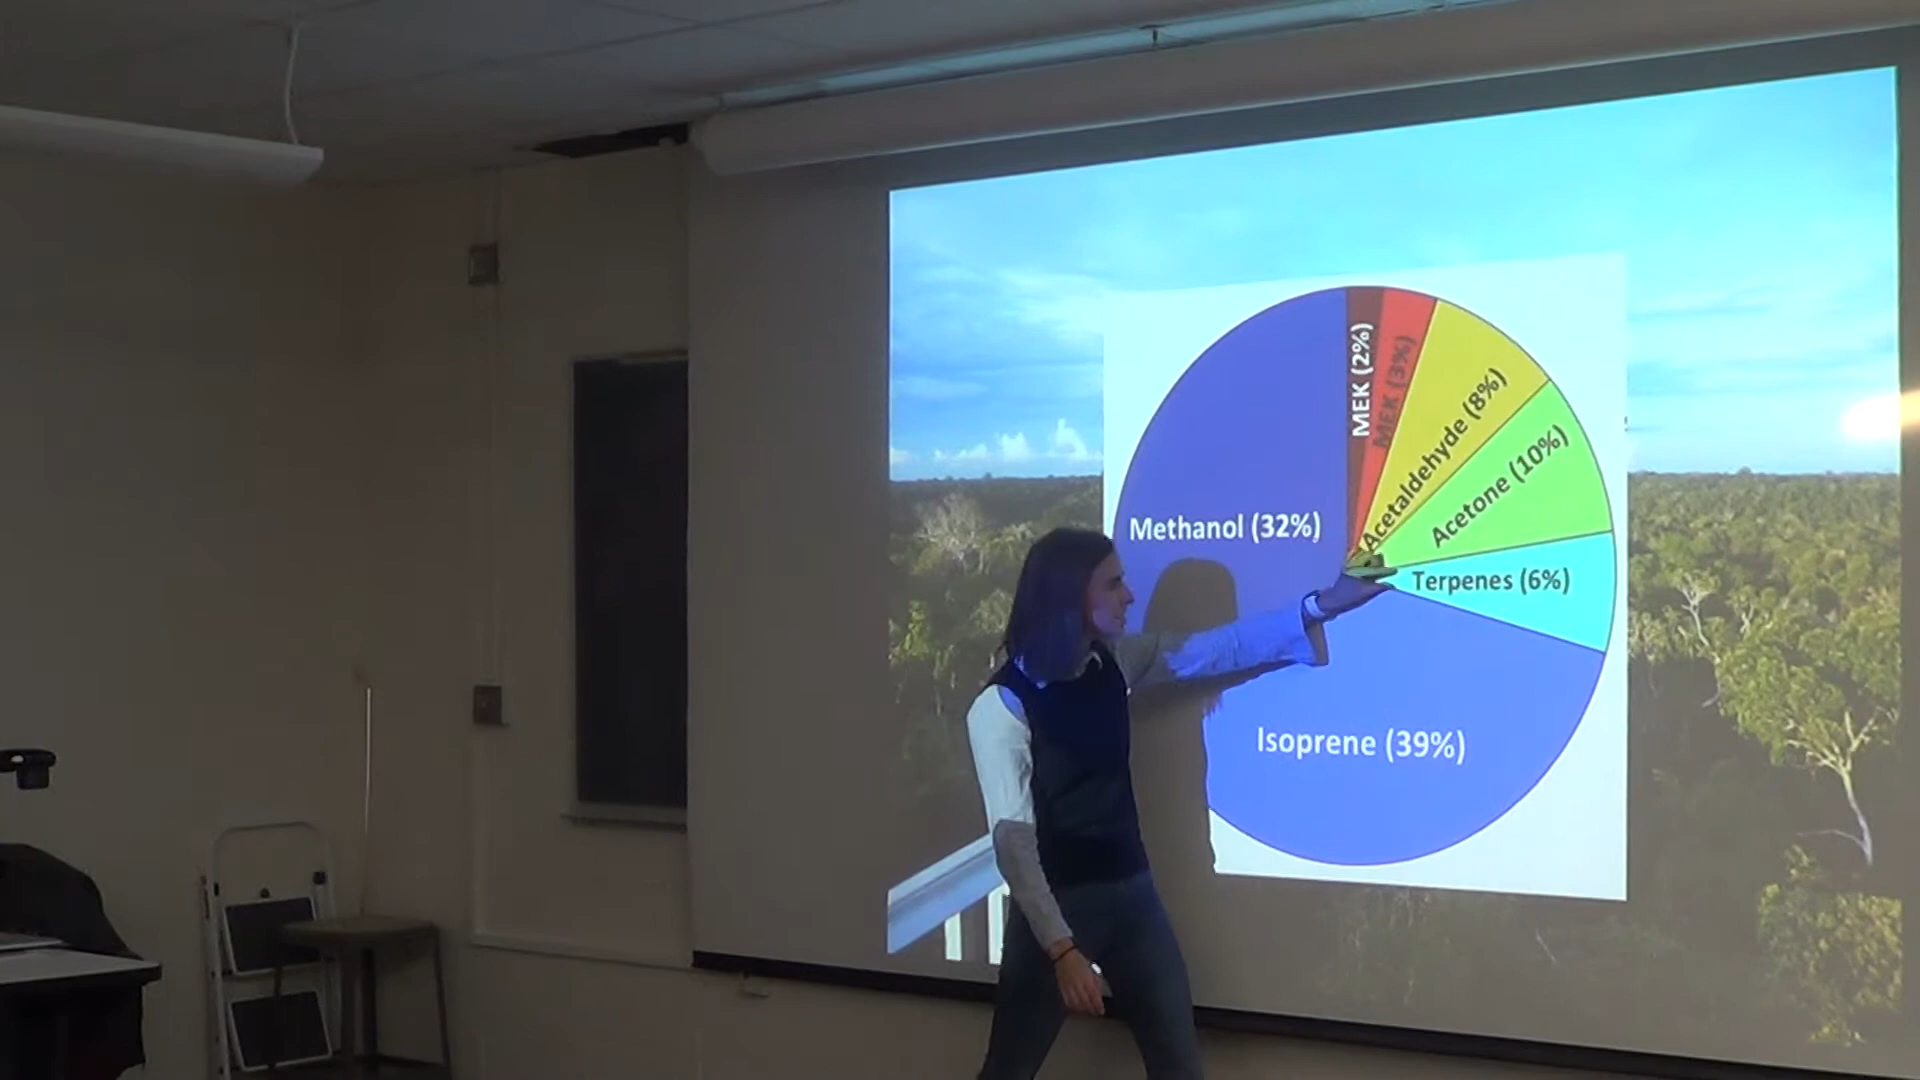 MEK (2%)
MEK (3%)
Acetaldehyde (8%)
Acetone (10%)
Methanol (32%)
Terpenes (6%)
Isoprene (39%)